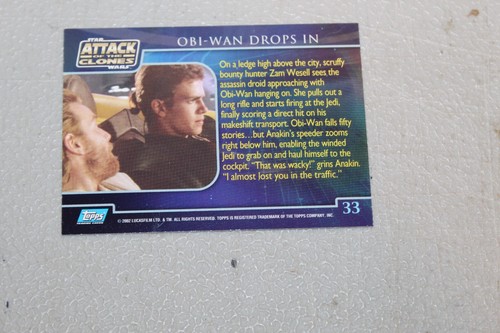 STAR
ATTACK
OF THE
CLONES
WARS
OBI-WAN DROPS IN
On a ledge high above the city, scruffy
bounty hunter Zam Wesell sees the
assassin droid approaching with
Obi-Wan hanging on. She pulls out a
long rifle and starts firing at the Jedi,
finally scoring a direct hit on his
makeshift transport. Obi-Wan falls fifty
stories...but Anakin's speeder zooms
right below him, enabling the winded
Jedi to grab on and haul himself to the
cockpit. "That was wacky!" grins Anakin.
"I almost lost you in the traffic."
Topps
33
© 2002 LUCASFILM LTD. & TM. ALL RIGHTS RESERVED. TOPPS IS REGISTERED TRADEMARK OF THE TOPPS COMPANY, INC.